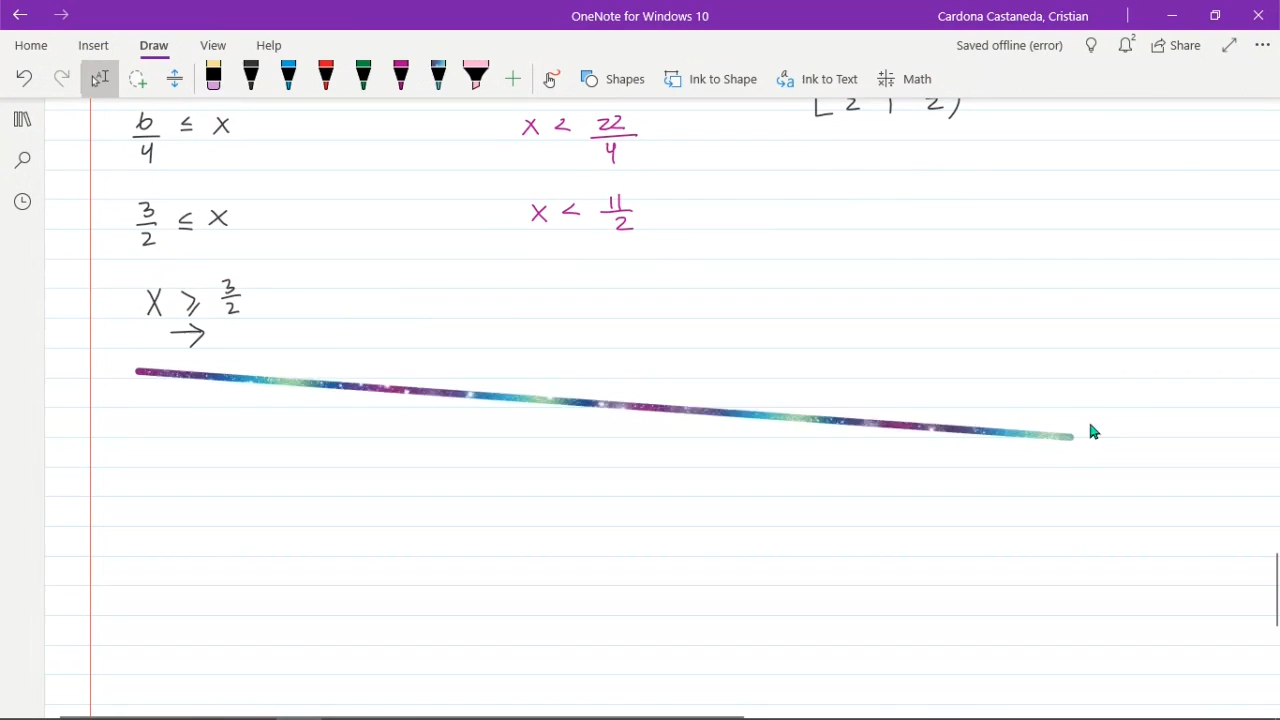 OneNote for Windows 10
Cardona Castaneda, Cristian
Home Insert Draw View Help
Saved offline (error)
2
Share
Shapes
Ink to Shape
Ink to Text
Math
6/4 ≤ x
x < 22/4
3/2 ≤ x
x < 11/2
x ≥ 3/2
→